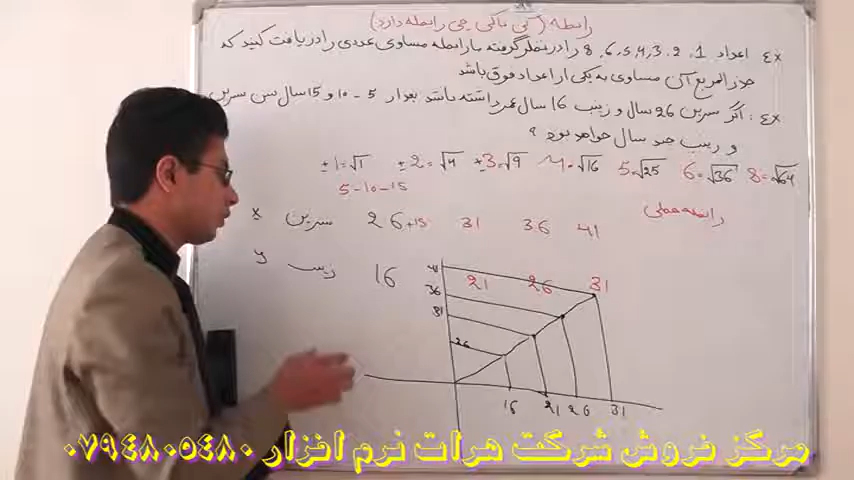 رابطه (کی باکی چی رابطه دارد)
Ex اعداد 1، 2، 3، 4، 5، 6، 8 را در نظر گرفته با رابطه مساوی عددی را دریافت کنید که
جذر المربع آن مساوی به یکی از اعداد فوق باشد
Ex: اگر سرین 26 سال و زینب 16 سال عمر داشته باشد بعد از 5 - 10 و 15 سال سن سرین
و زینب چند سال خواهد بود؟
±1=√1 ±2=√4 ±3=√9 4=√16 5=√25 6=√36 8=√64
5-10-15
رابطه خطی
x سرین 26+15 31 36 41
y زینب 16 21 26 31
41
36
31
26
16 21 26 31
مرکز فروش شرکت هرات نرم افزار ۰۷۹۴۸۰۵۴۸۰